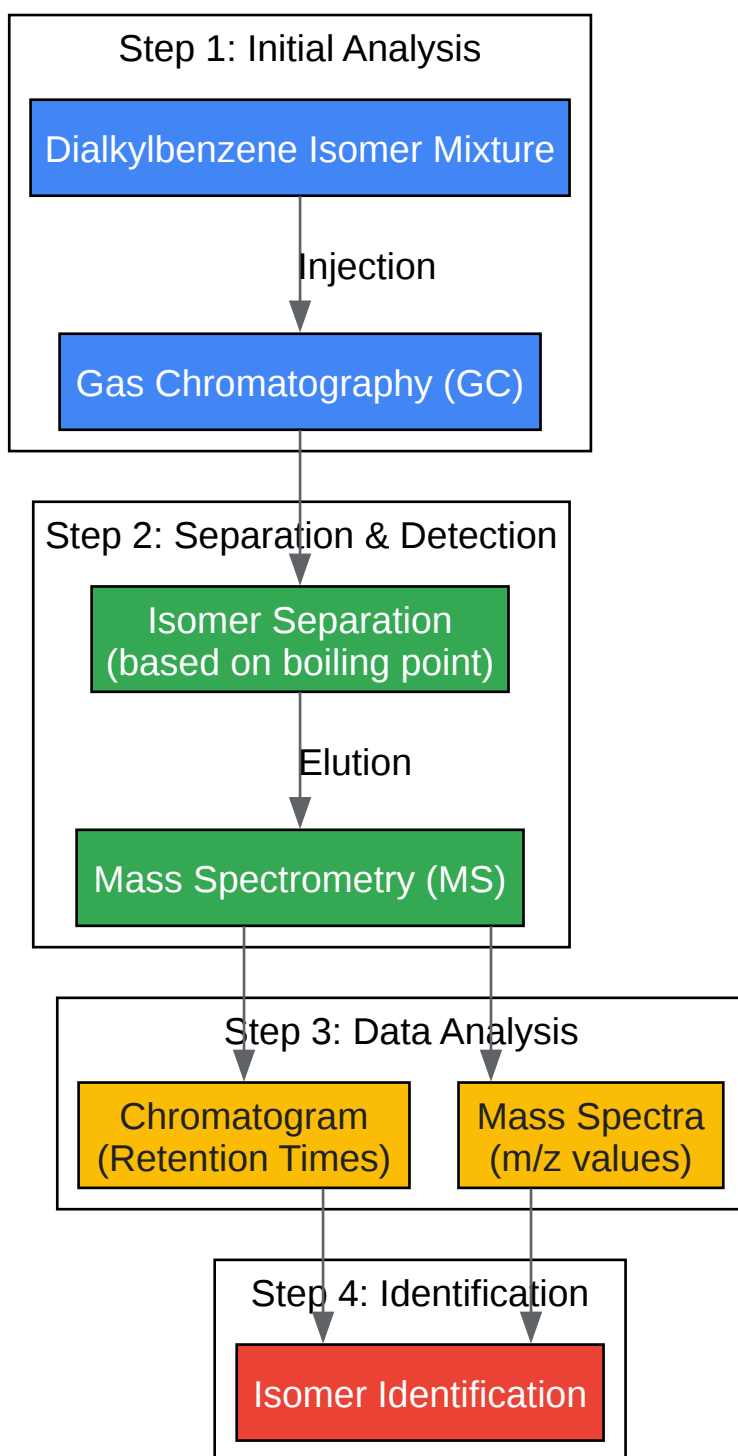 Step 1: Initial Analysis
Dialkylbenzene Isomer Mixture
Injection
Gas Chromatography (GC)
Step 2: Separation & Detection
Isomer Separation
(based on boiling point)
Elution
Mass Spectrometry (MS)
Step 3: Data Analysis
Chromatogram
(Retention Times)
Mass Spectra
(m/z values)
Step 4: Identification
Isomer Identification